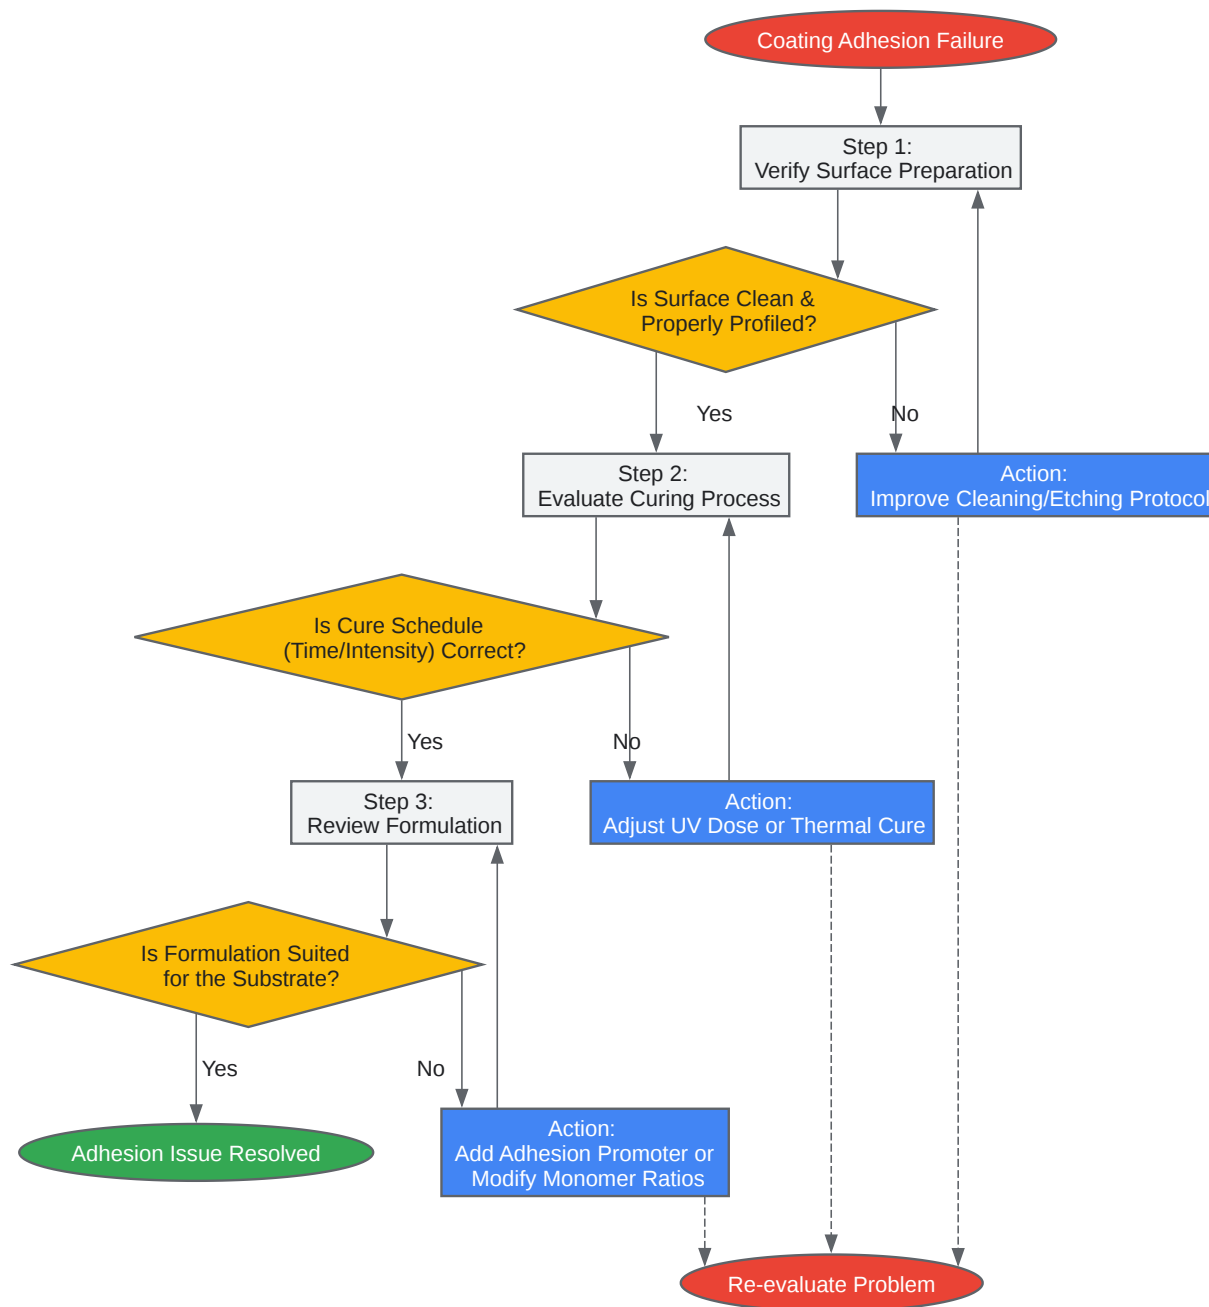 Coating Adhesion Failure
Step 1:
Verify Surface Preparation
Is Surface Clean &
Properly Profiled?
Yes
No
Step 2:
Evaluate Curing Process
Action:
Improve Cleaning/Etching Protocol
Is Cure Schedule
(Time/Intensity) Correct?
Yes
No
Step 3:
Review Formulation
Action:
Adjust UV Dose or Thermal Cure
Is Formulation Suited
for the Substrate?
Yes
No
Adhesion Issue Resolved
Action:
Add Adhesion Promoter or
Modify Monomer Ratios
Re-evaluate Problem